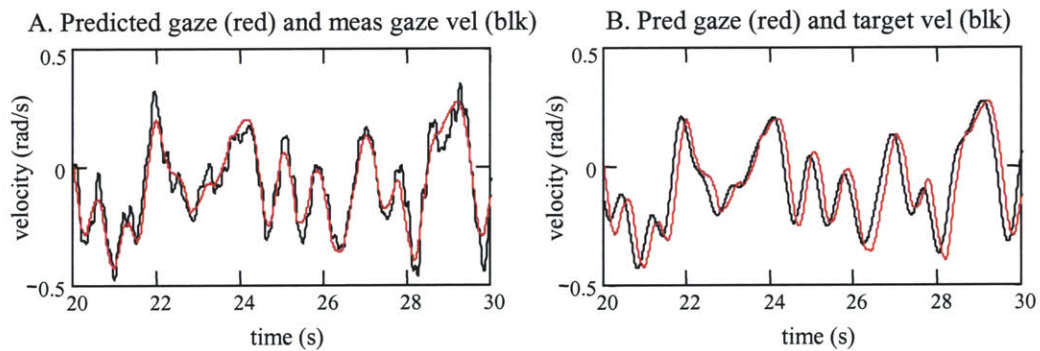 A. Predicted gaze (red) and meas gaze vel (blk)
0.5
0
−0.5
velocity (rad/s)
20 22 24 26 28 30
time (s)
B. Pred gaze (red) and target vel (blk)
0.5
0
−0.5
velocity (rad/s)
20 22 24 26 28 30
time (s)